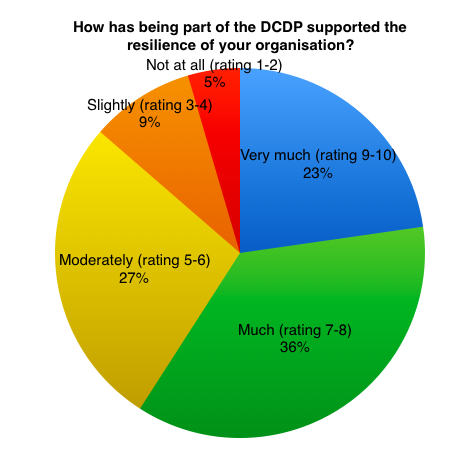 How has being part of the DCDP supported the
resilience of your organisation?
Not at all (rating 1-2)
5%
Slightly (rating 3-4)
9%
Very much (rating 9-10)
23%
Moderately (rating 5-6)
27%
Much (rating 7-8)
36%